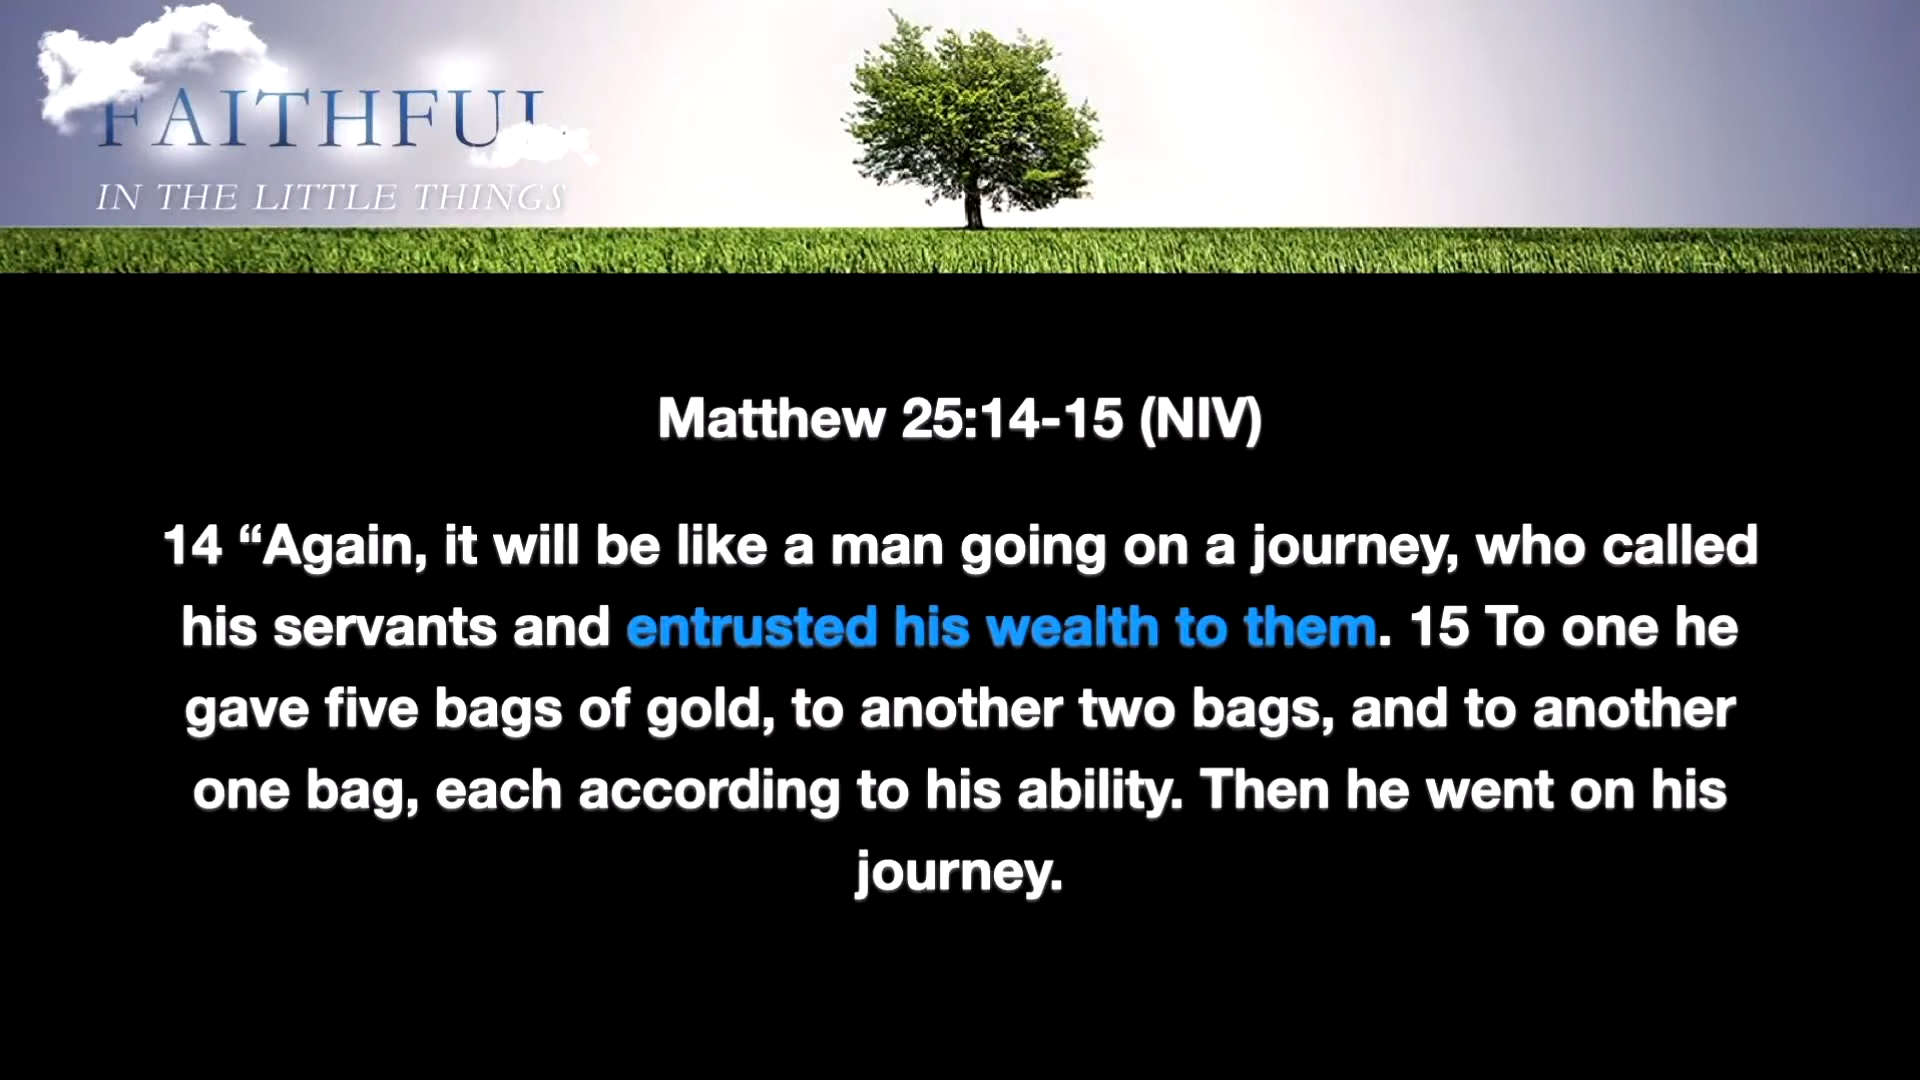 FAITHFUL
IN THE LITTLE THINGS
Matthew 25:14-15 (NIV)
14 “Again, it will be like a man going on a journey, who called
his servants and entrusted his wealth to them. 15 To one he
gave five bags of gold, to another two bags, and to another
one bag, each according to his ability. Then he went on his
journey.